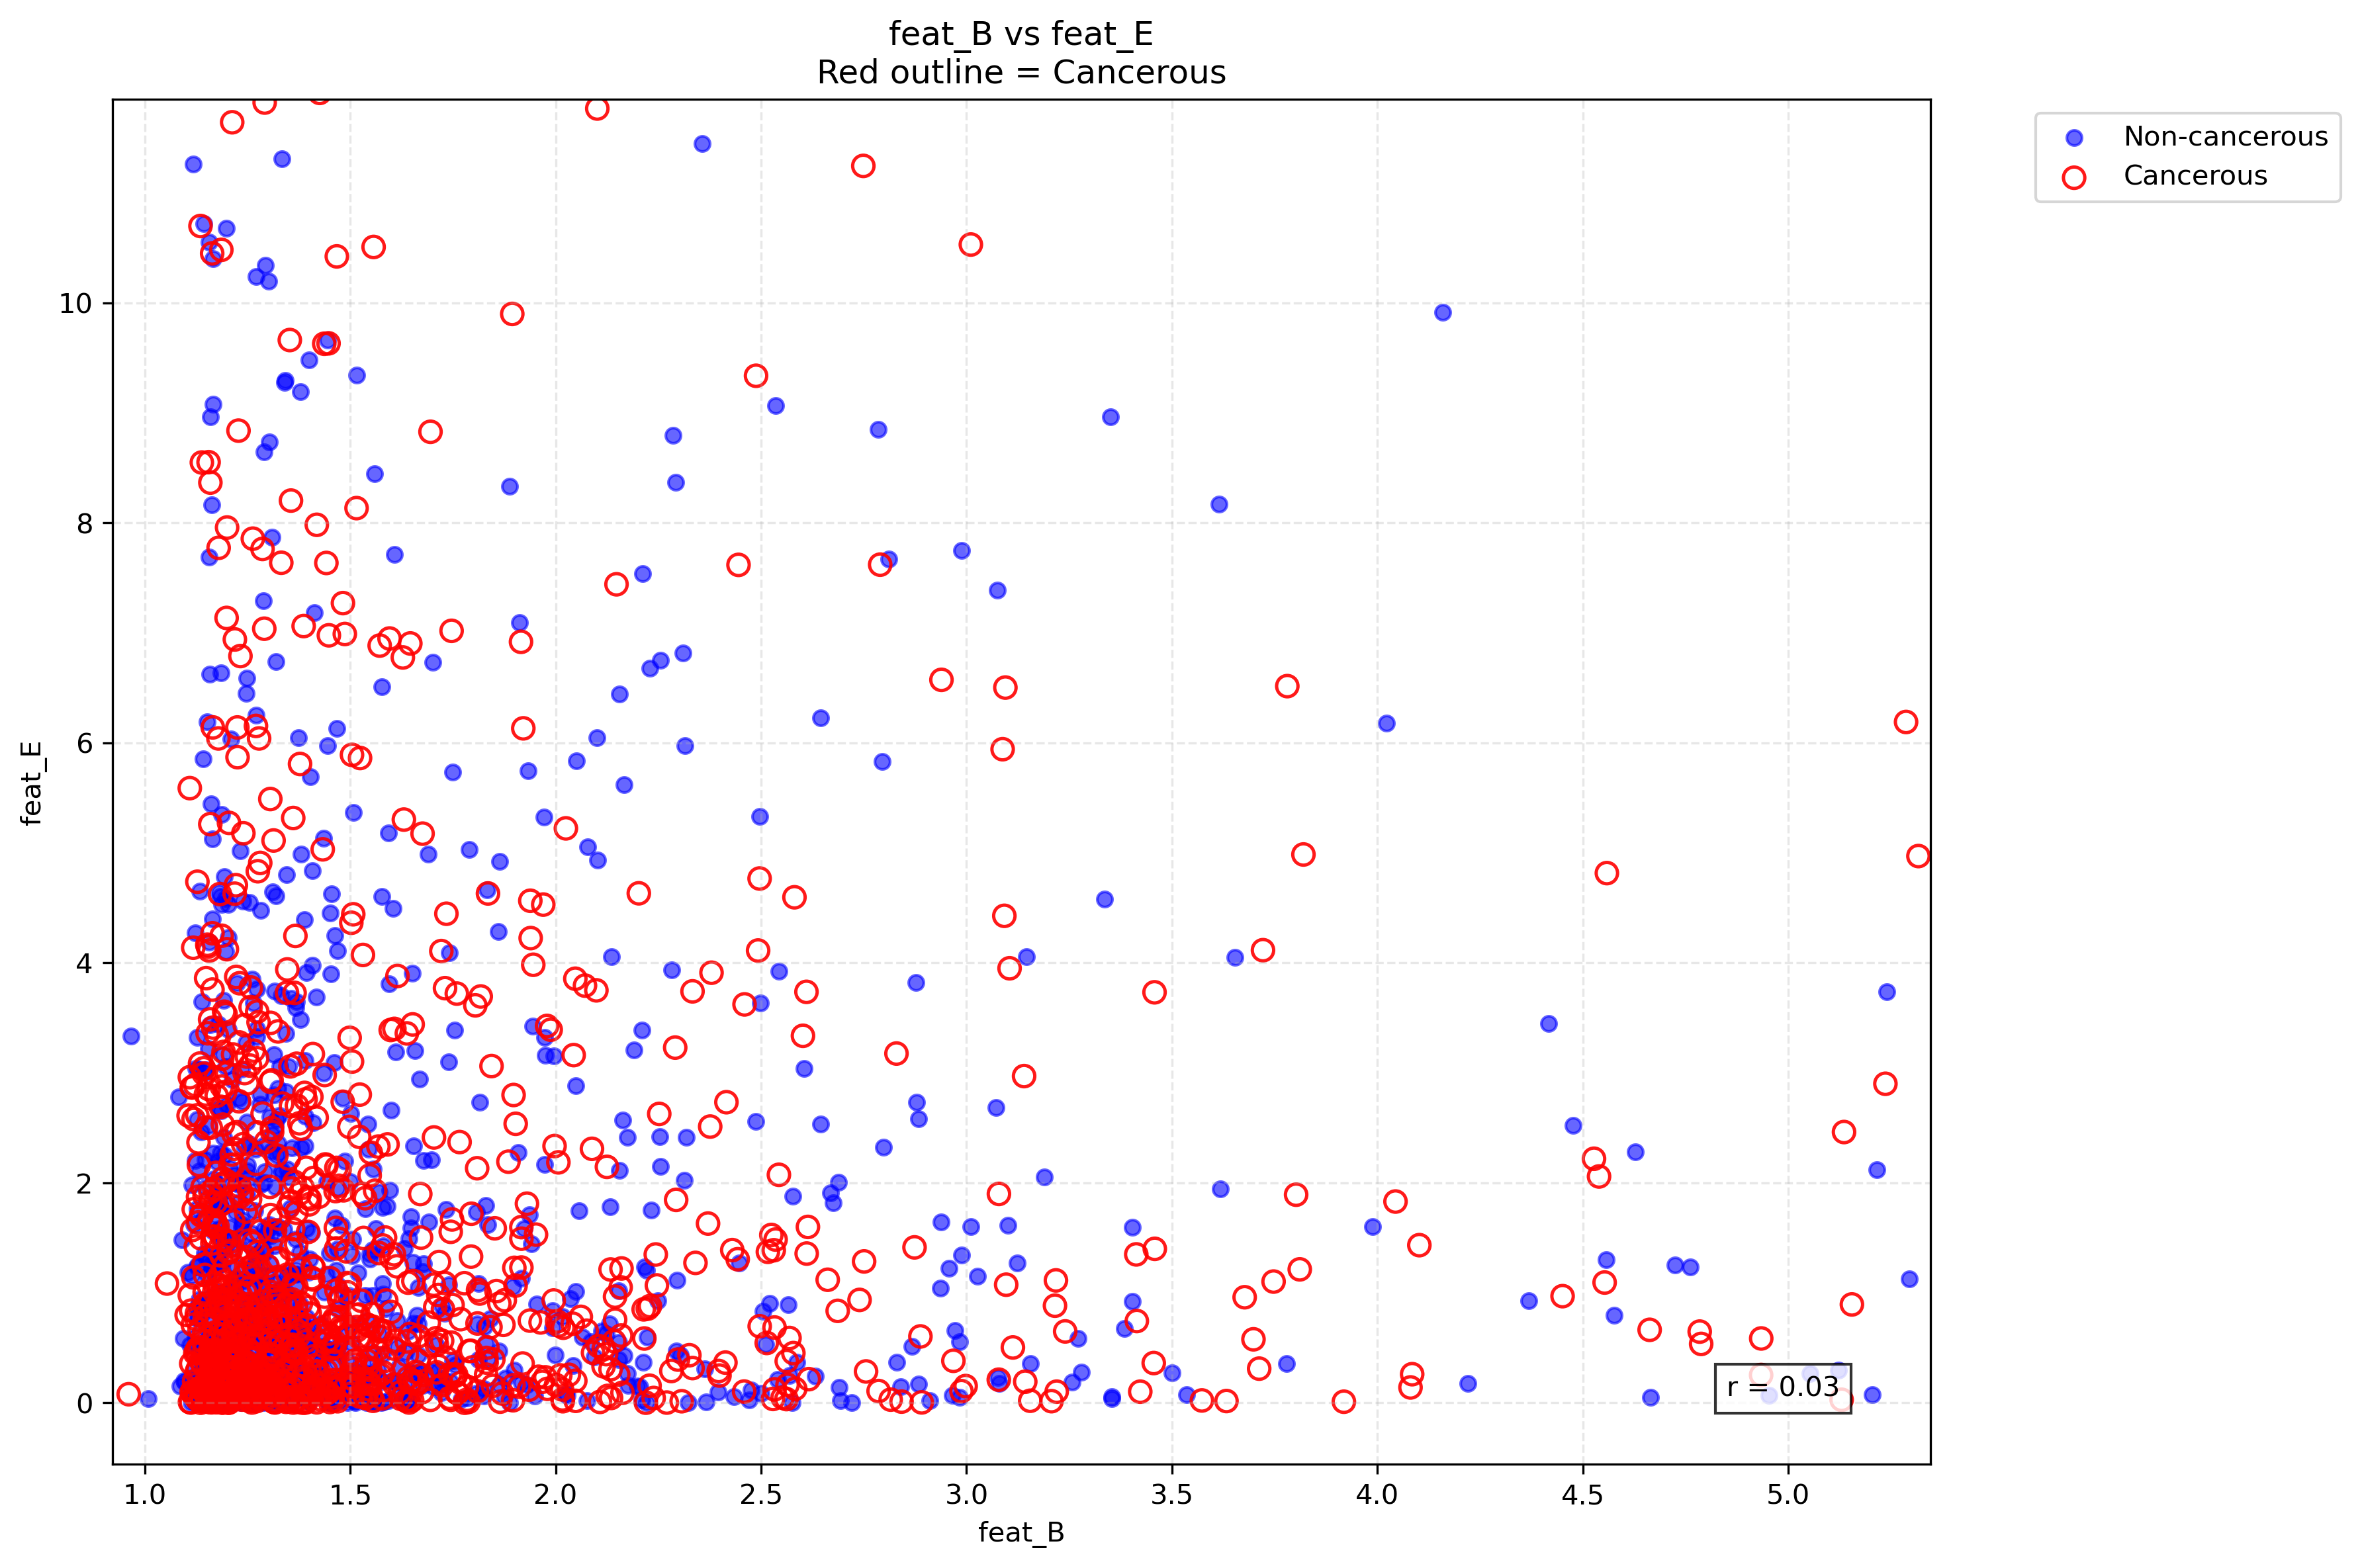 feat_B vs feat_E
Red outline = Cancerous
Non-cancerous
Cancerous
feat_E
10
8
6
4
2
0
r = 0.03
1.0 1.5 2.0 2.5 3.0 3.5 4.0 4.5 5.0
feat_B